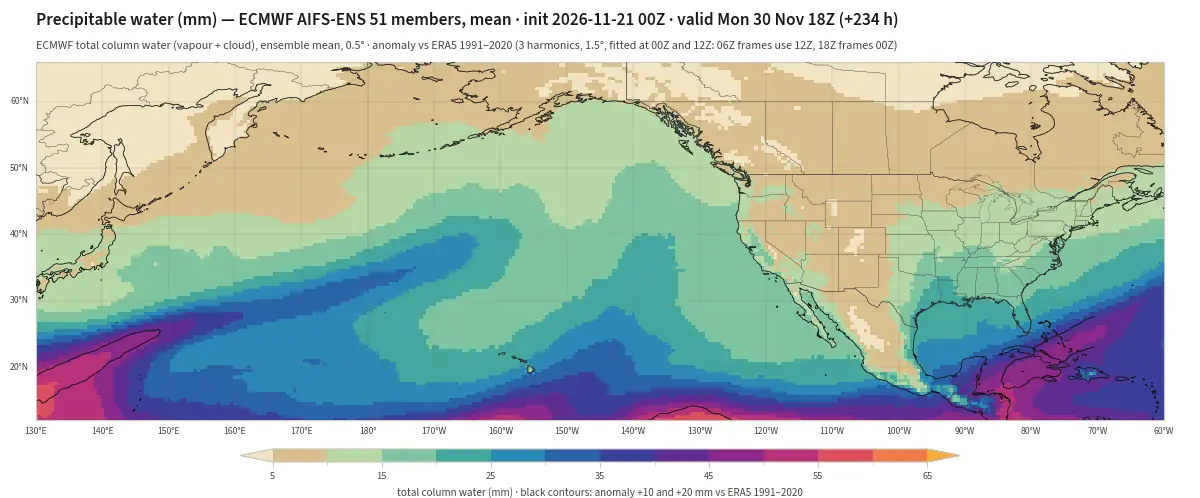 Precipitable water (mm) — ECMWF AIFS-ENS 51 members, mean · init 2026-11-21 00Z · valid Mon 30 Nov 18Z (+234 h)
ECMWF total column water (vapour + cloud), ensemble mean, 0.5° · anomaly vs ERA5 1991–2020 (3 harmonics, 1.5°, fitted at 00Z and 12Z: 06Z frames use 12Z, 18Z frames 00Z)
60°N
50°N
40°N
30°N
20°N
130°E 140°E 150°E 160°E 170°E 180° 170°W 160°W 150°W 140°W 130°W 120°W 110°W 100°W 90°W 80°W 70°W 60°W
5 15 25 35 45 55 65
total column water (mm) · black contours: anomaly +10 and +20 mm vs ERA5 1991–2020